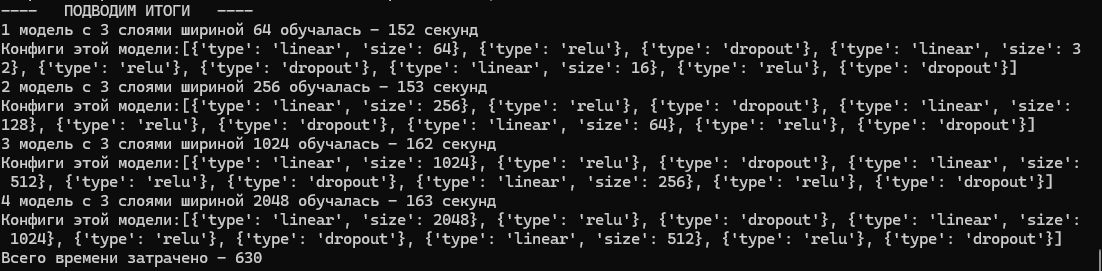 ----   ПОДВОДИМ ИТОГИ   ----
1 модель с 3 слоями шириной 64 обучалась – 152 секунд
Конфиги этой модели:[{'type': 'linear', 'size': 64}, {'type': 'relu'}, {'type': 'dropout'}, {'type': 'linear', 'size': 3
2}, {'type': 'relu'}, {'type': 'dropout'}, {'type': 'linear', 'size': 16}, {'type': 'relu'}, {'type': 'dropout'}]
2 модель с 3 слоями шириной 256 обучалась – 153 секунд
Конфиги этой модели:[{'type': 'linear', 'size': 256}, {'type': 'relu'}, {'type': 'dropout'}, {'type': 'linear', 'size':
128}, {'type': 'relu'}, {'type': 'dropout'}, {'type': 'linear', 'size': 64}, {'type': 'relu'}, {'type': 'dropout'}]
3 модель с 3 слоями шириной 1024 обучалась – 162 секунд
Конфиги этой модели:[{'type': 'linear', 'size': 1024}, {'type': 'relu'}, {'type': 'dropout'}, {'type': 'linear', 'size':
 512}, {'type': 'relu'}, {'type': 'dropout'}, {'type': 'linear', 'size': 256}, {'type': 'relu'}, {'type': 'dropout'}]
4 модель с 3 слоями шириной 2048 обучалась – 163 секунд
Конфиги этой модели:[{'type': 'linear', 'size': 2048}, {'type': 'relu'}, {'type': 'dropout'}, {'type': 'linear', 'size':
 1024}, {'type': 'relu'}, {'type': 'dropout'}, {'type': 'linear', 'size': 512}, {'type': 'relu'}, {'type': 'dropout'}]
Всего времени затрачено – 630